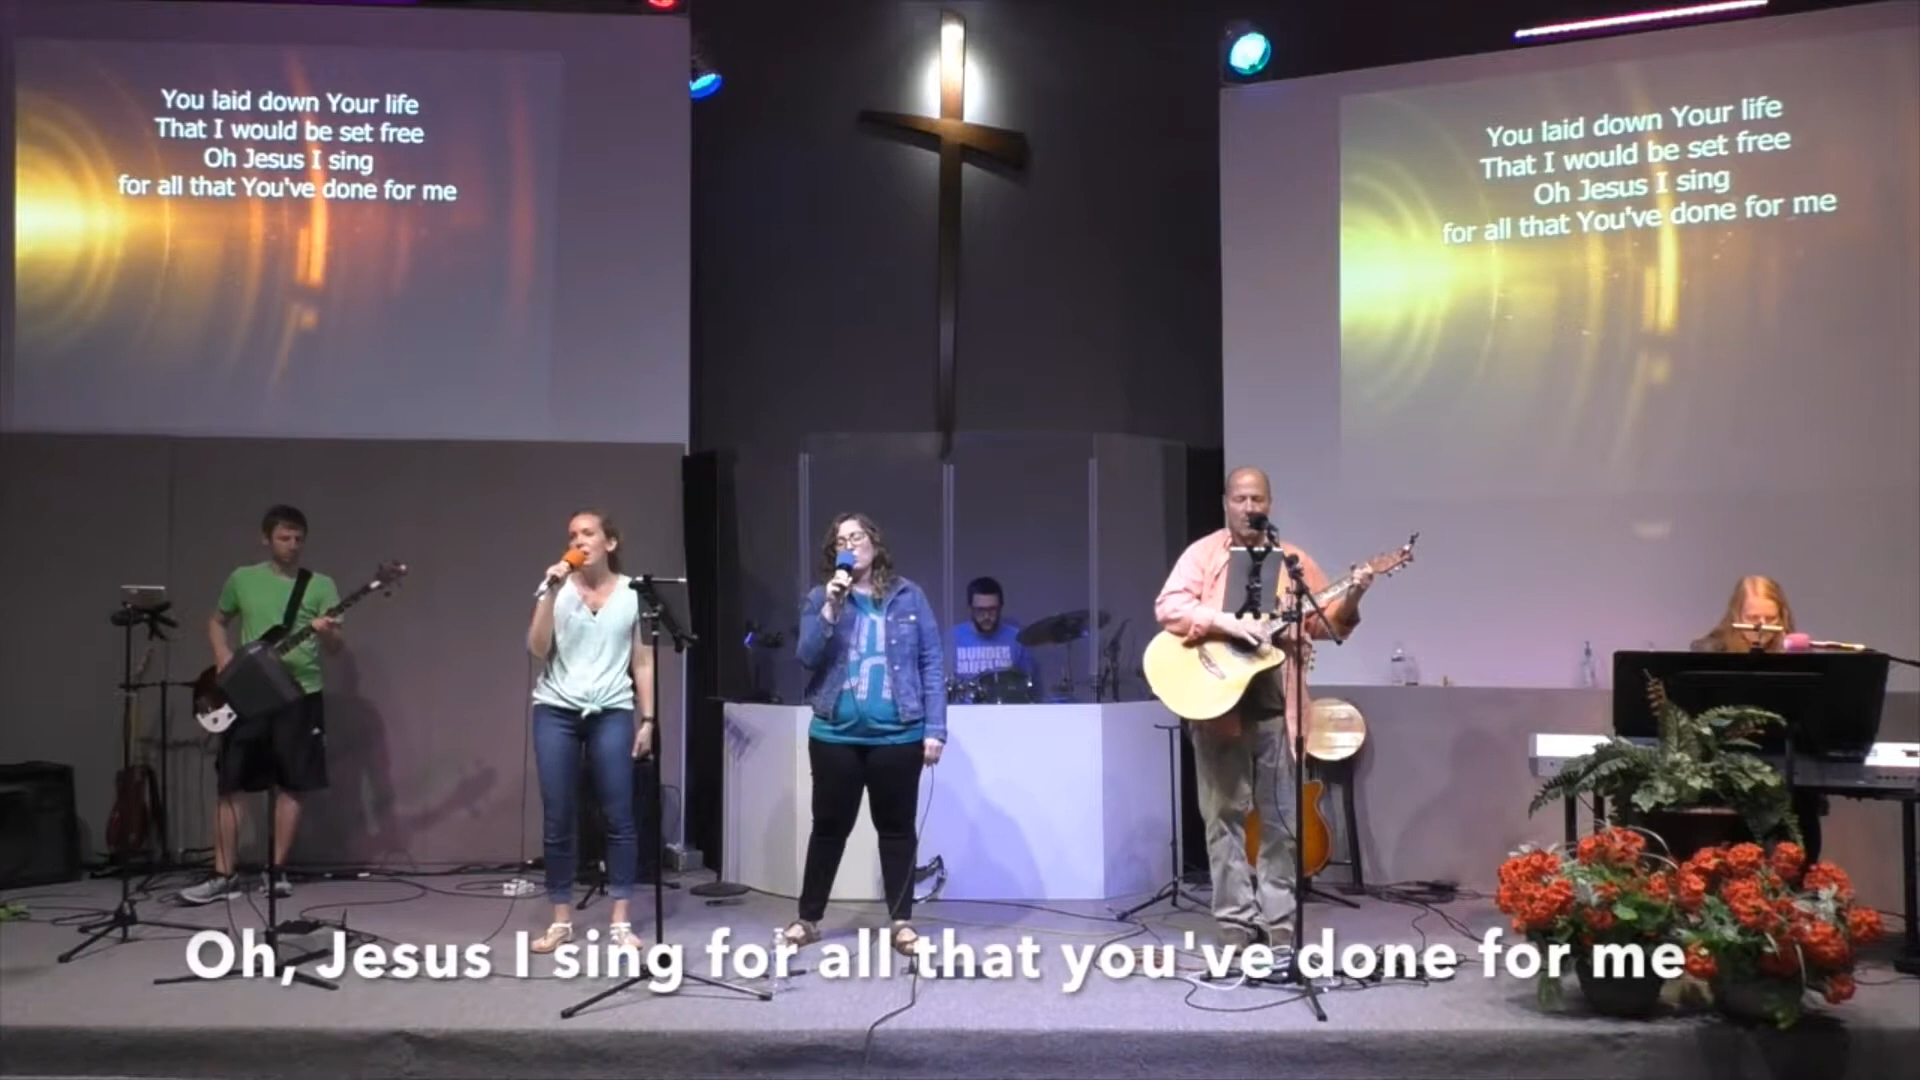 You laid down Your life
That I would be set free
Oh Jesus I sing
for all that You've done for me
You laid down Your life
That I would be set free
Oh Jesus I sing
for all that You've done for me
DUNDER
MIFFLIN
Oh, Jesus I sing for all that you've done for me